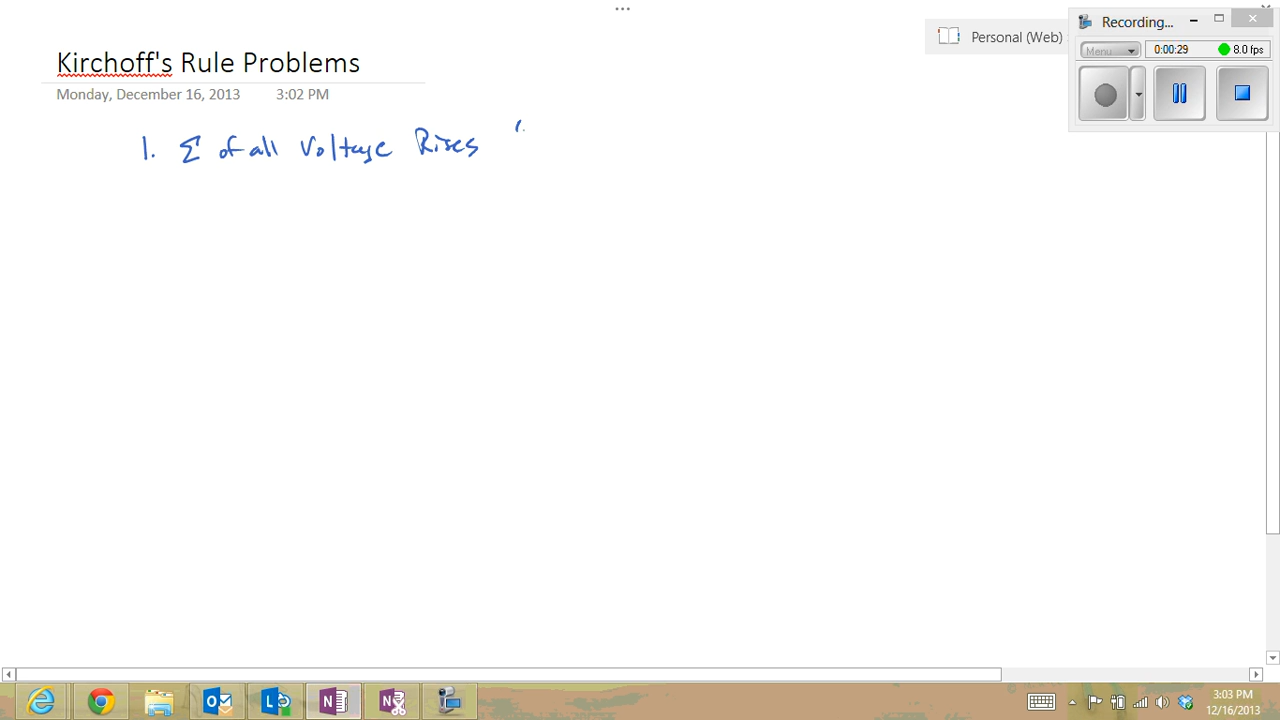 ...
Personal (Web)
Recording...
Menu
0:00:29
8.0 fps
Kirchoff's Rule Problems
Monday, December 16, 2013 3:02 PM
1. Σ of all Voltage Rises
3:03 PM
12/16/2013